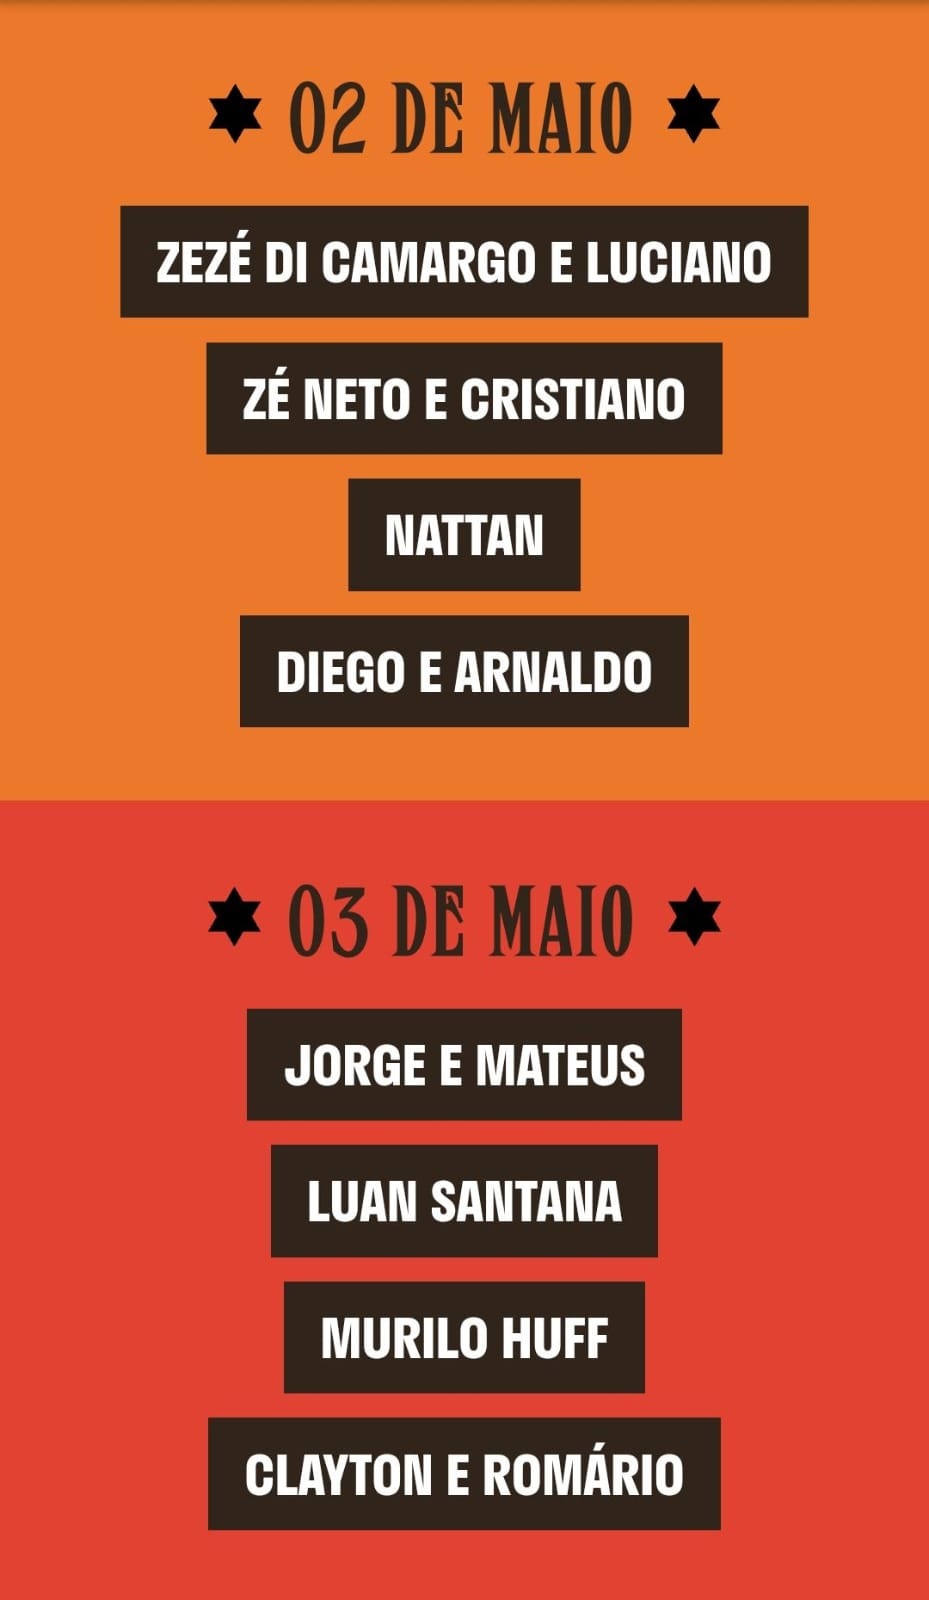 02 DE MAIO
ZEZÉ DI CAMARGO E LUCIANO
ZÉ NETO E CRISTIANO
NATTAN
DIEGO E ARNALDO
03 DE MAIO
JORGE E MATEUS
LUAN SANTANA
MURILO HUFF
CLAYTON E ROMÁRIO